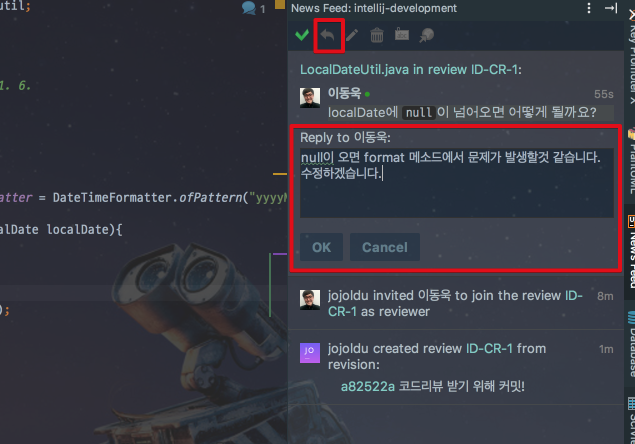 util;
1
News Feed: intellij-development
LocalDateUtil.java in review ID-CR-1:
이동욱
55s
localDate에 null이 넘어오면 어떻게 될까요?
1. 6.
Reply to 이동욱:
null이 오면 format 메소드에서 문제가 발생할것 같습니다.
수정하겠습니다.
atter = DateTimeFormatter.ofPattern("yyyyM
alDate localDate){
OK
Cancel
jojoldu invited 이동욱 to join the review ID-
CR-1 as reviewer
8m
);
JO
jojoldu created review ID-CR-1 from
revision:
1m
a82522a 코드리뷰 받기 위해 커밋!
Key Promoter X
PlantUML
News Feed
Database